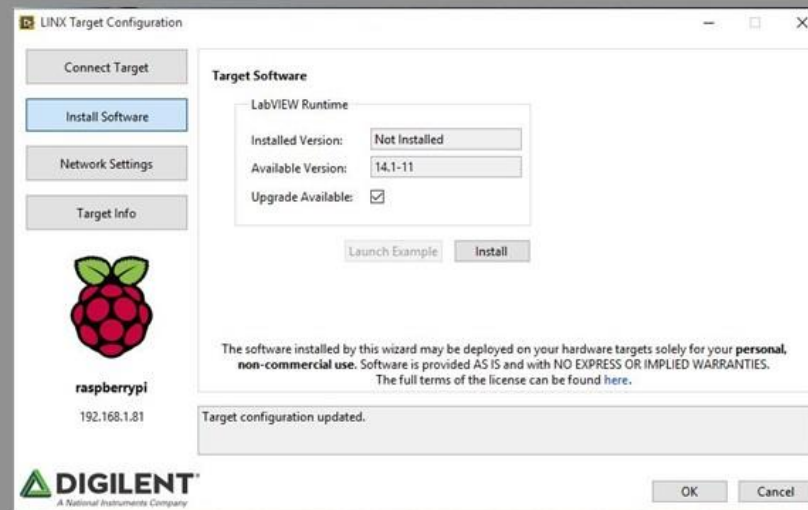 LINX Target Configuration
Connect Target
Install Software
Network Settings
Target Info
raspberrypi
192.168.1.81
Target Software
LabVIEW Runtime
Installed Version: Not Installed
Available Version: 14.1-11
Upgrade Available:
Launch Example Install
The software installed by this wizard may be deployed on your hardware targets solely for your personal,
non-commercial use. Software is provided AS IS and with NO EXPRESS OR IMPLIED WARRANTIES.
The full terms of the license can be found here.
Target configuration updated.
DIGILENT
A National Instruments Company
OK Cancel